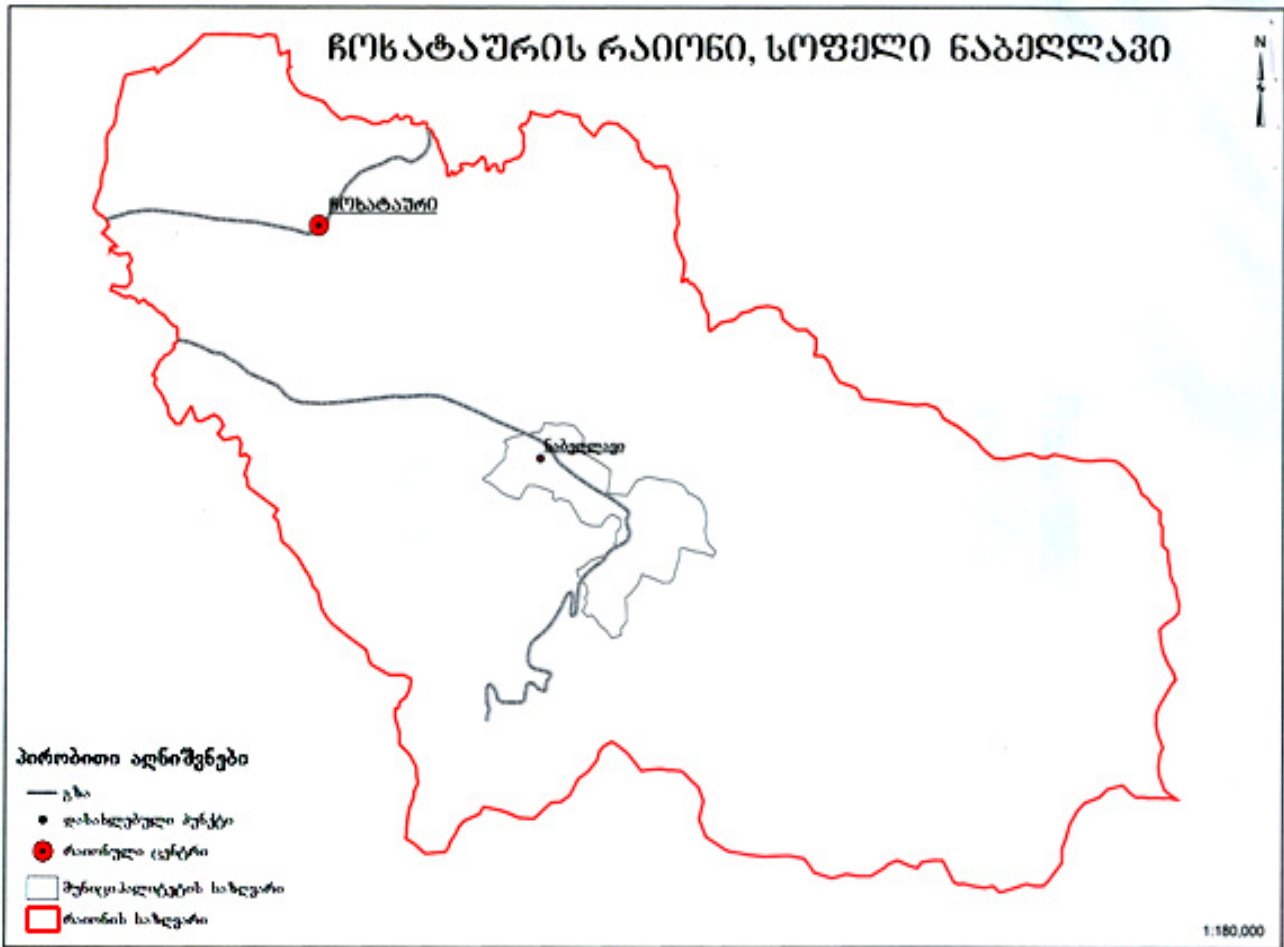 ჩოხატაურის რაიონი, სოფელი ნაბეღლავი
N
ჩოხატაური
ნაბეღლავი
პირობითი აღნიშვნები
გზა
დასახლებული პუნქტი
რაიონული ცენტრი
მუნიციპალიტეტის საზღვარი
რაიონის საზღვარი
1:180,000